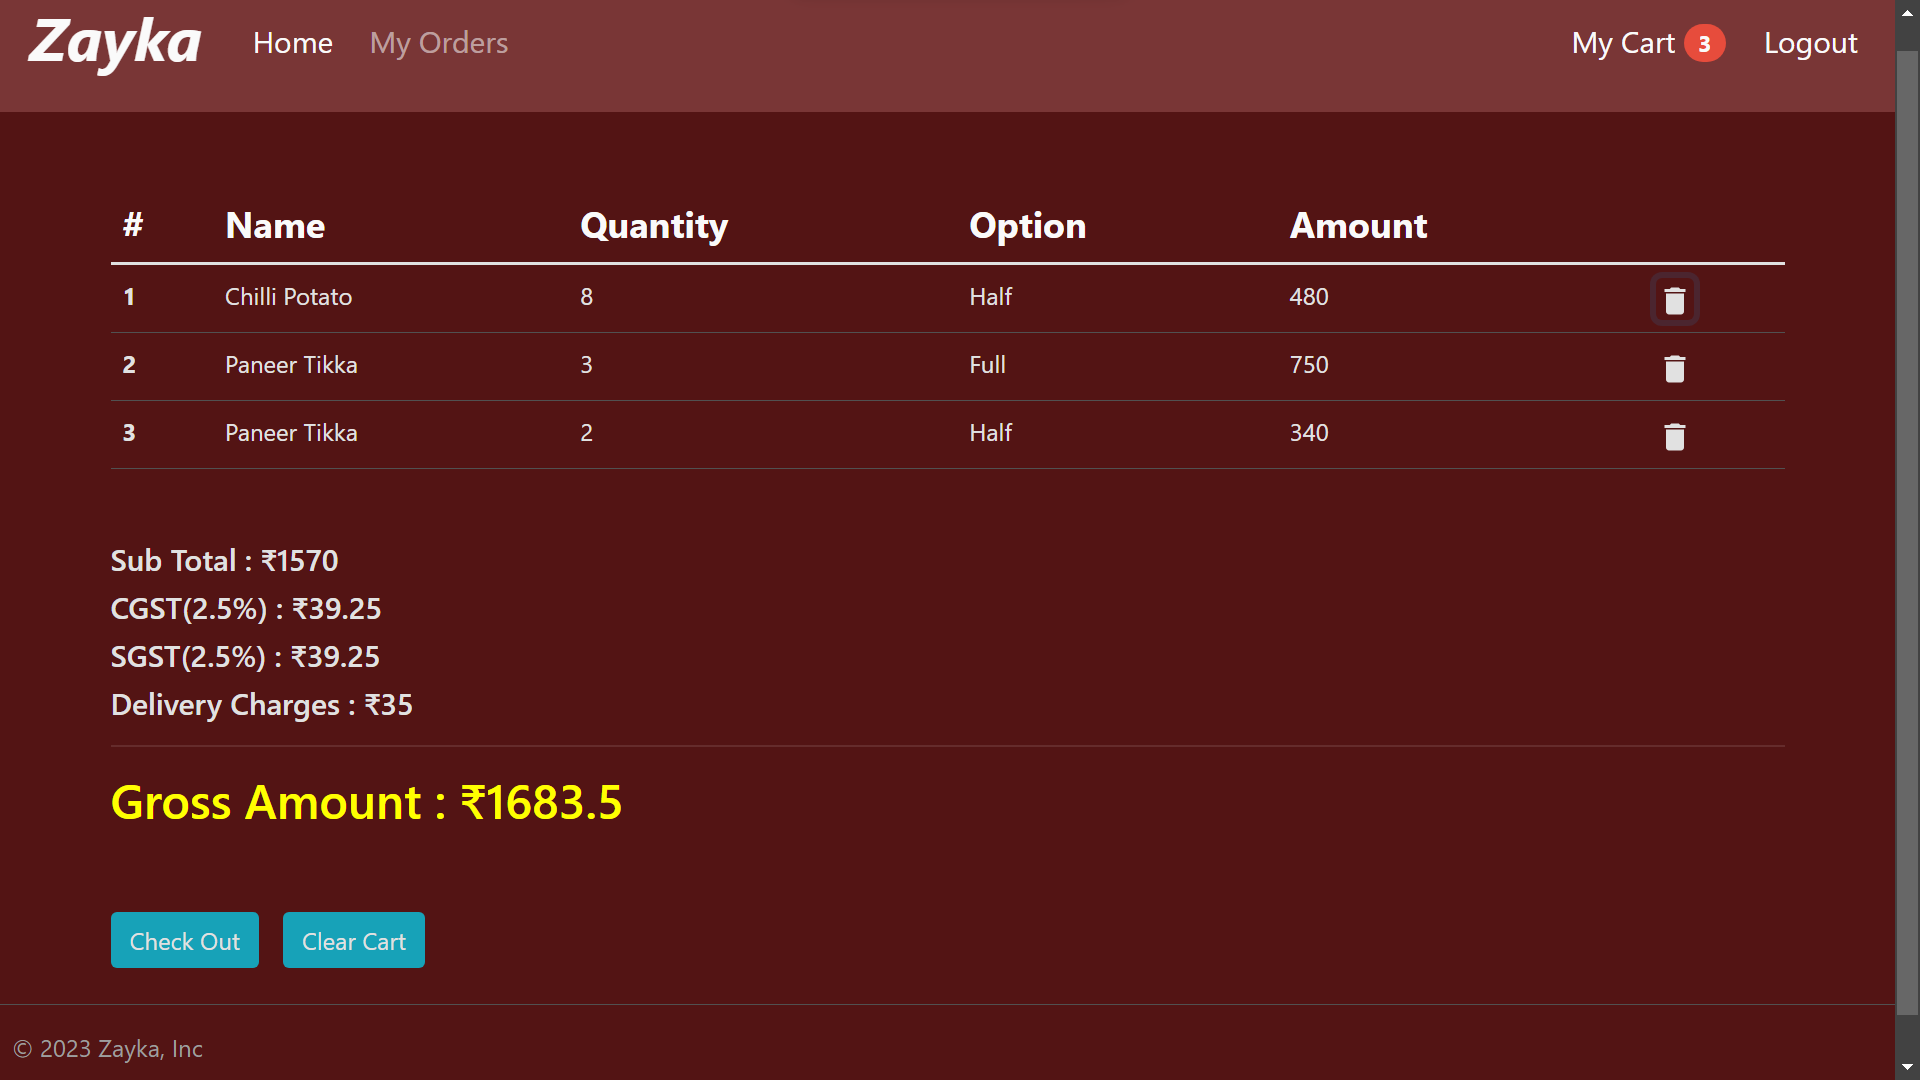 Zayka Home My Orders My Cart 3 Logout
# Name Quantity Option Amount
1 Chilli Potato 8 Half 480
2 Paneer Tikka 3 Full 750
3 Paneer Tikka 2 Half 340
Sub Total : ₹1570
CGST(2.5%) : ₹39.25
SGST(2.5%) : ₹39.25
Delivery Charges : ₹35
Gross Amount : ₹1683.5
Check Out Clear Cart
© 2023 Zayka, Inc